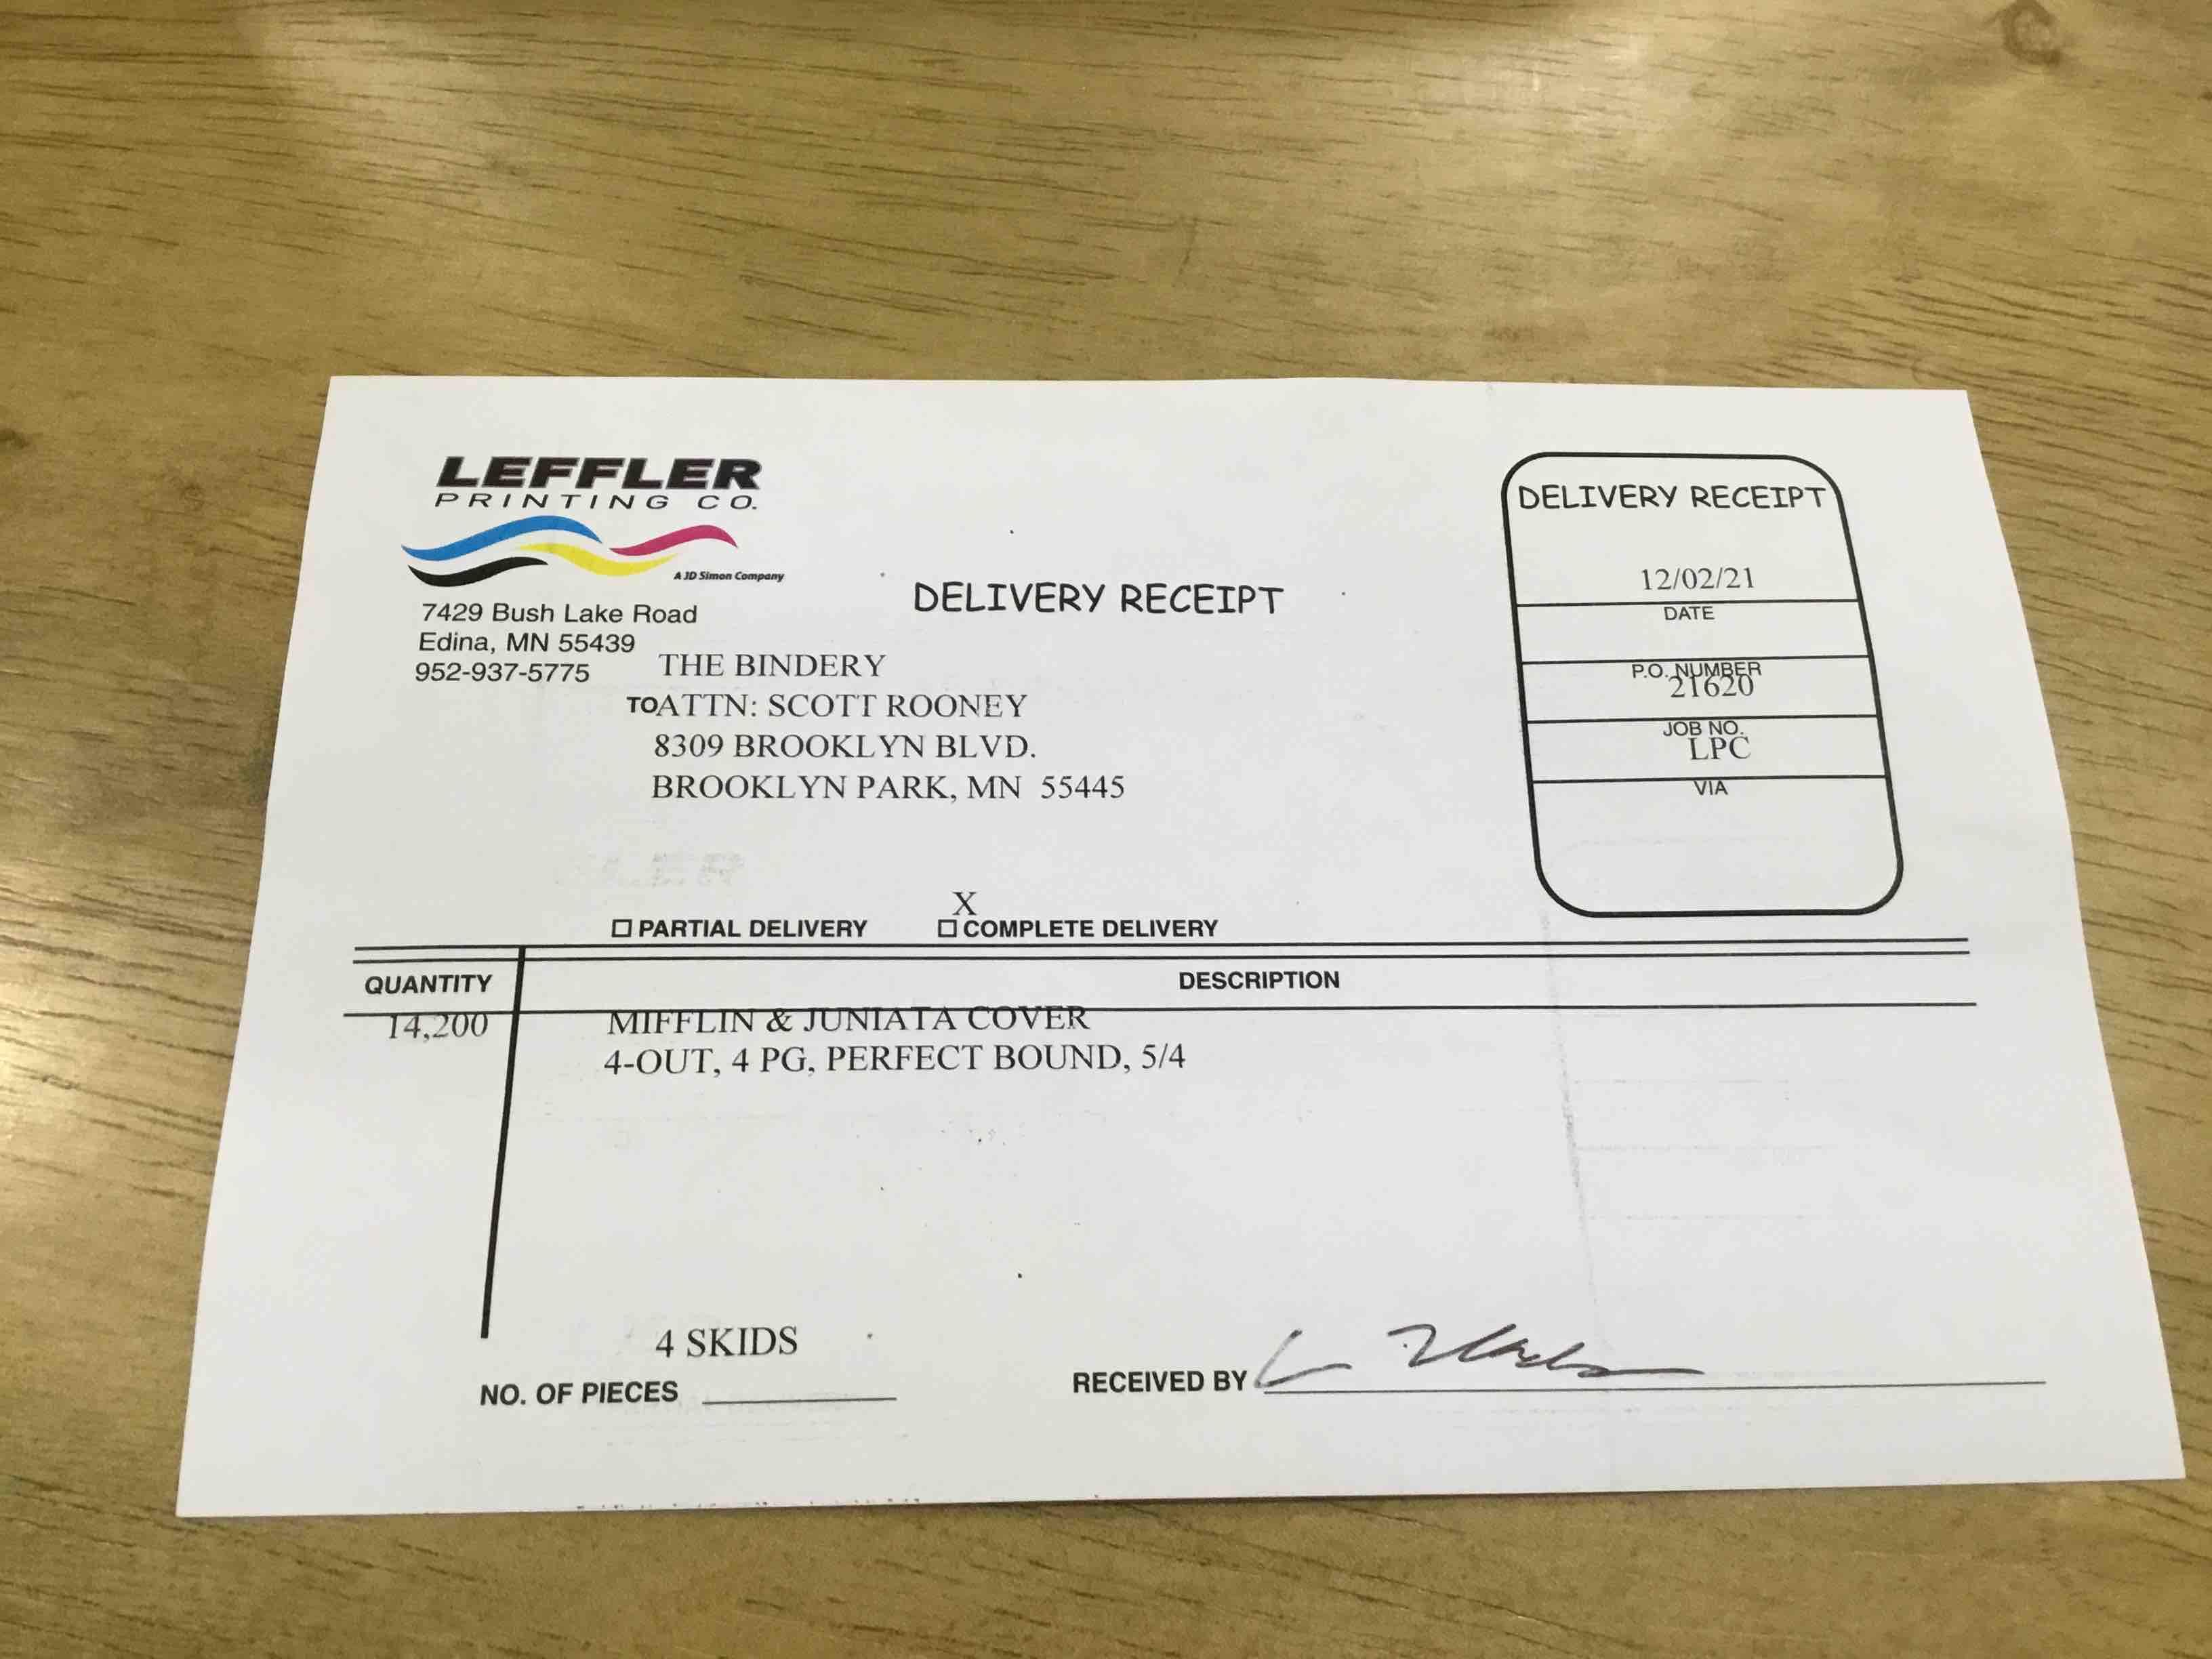 LEFFLER
PRINTING CO.
A JD Simon Company
7429 Bush Lake Road
Edina, MN 55439
952-937-5775
DELIVERY RECEIPT
THE BINDERY
TO ATTN: SCOTT ROONEY
8309 BROOKLYN BLVD.
BROOKLYN PARK, MN 55445
DELIVERY RECEIPT
12/02/21
DATE
P.O. NUMBER
21620
JOB NO.
LPC
VIA
X
☐ PARTIAL DELIVERY ☐ COMPLETE DELIVERY
QUANTITY DESCRIPTION
14,200 MIFFLIN & JUNIATA COVER
4-OUT, 4 PG, PERFECT BOUND, 5/4
4 SKIDS
NO. OF PIECES
RECEIVED BY